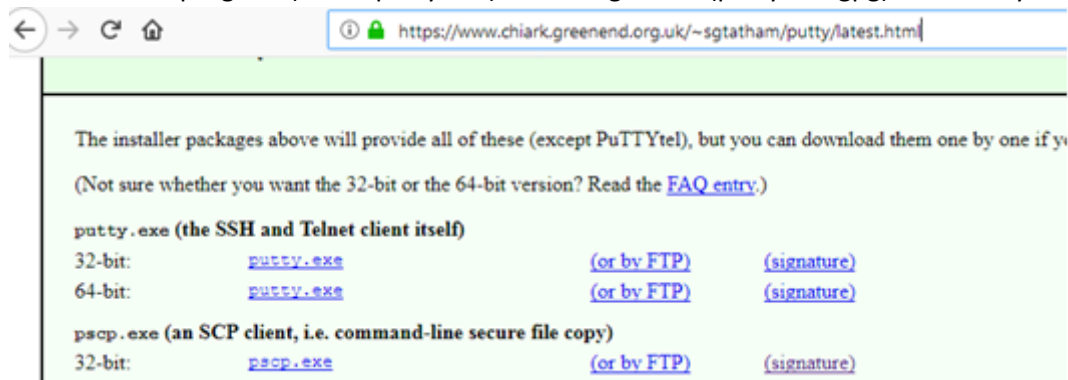 https://www.chiark.greenend.org.uk/~sgtatham/putty/latest.html
The installer packages above will provide all of these (except PuTTYtel), but you can download them one by one if y
(Not sure whether you want the 32-bit or the 64-bit version? Read the FAQ entry.)
putty.exe (the SSH and Telnet client itself)
32-bit: putty.exe (or by FTP) (signature)
64-bit: putty.exe (or by FTP) (signature)
pscp.exe (an SCP client, i.e. command-line secure file copy)
32-bit: pscp.exe (or by FTP) (signature)